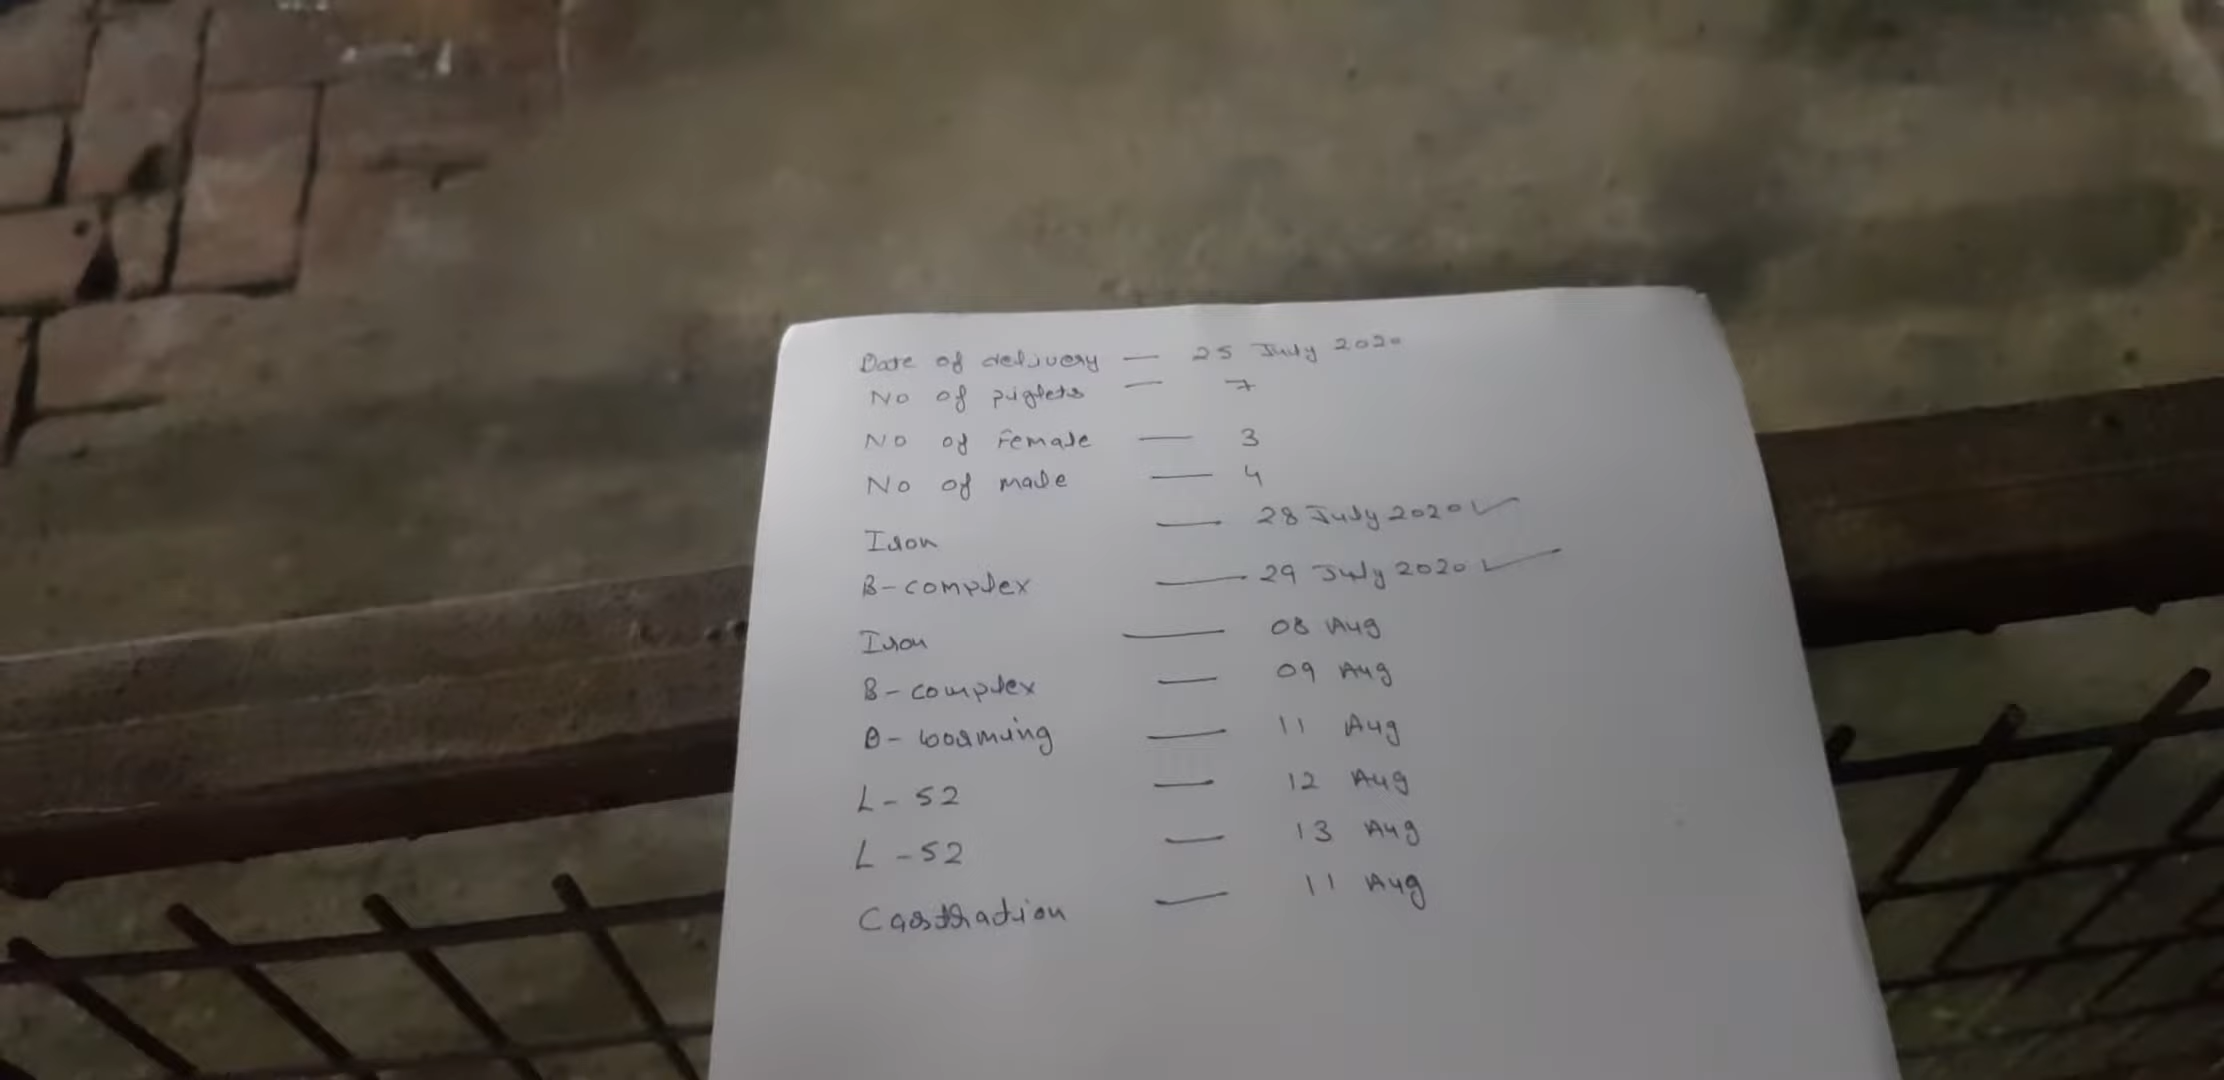 Date of delivery — 25 July 2020
No of piglets — 7
No of Female — 3
No of male — 4
Iron — 28 July 2020 ✓
B-complex — 29 July 2020 ✓
Iron — 08 Aug
B-complex — 09 Aug
D-worming — 11 Aug
L-52 — 12 Aug
L-52 — 13 Aug
Casthration — 11 Aug